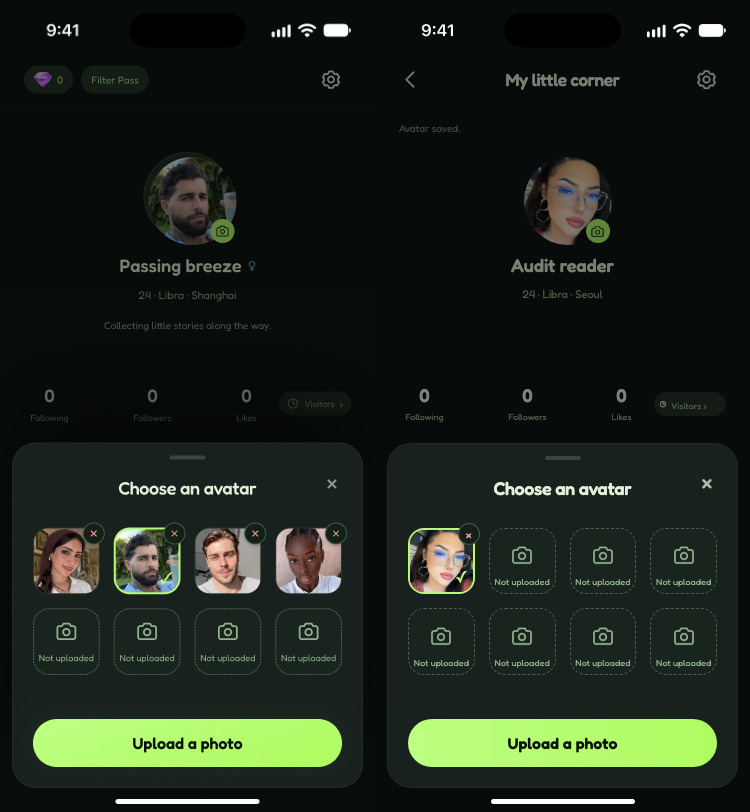 9:41
0
Filter Pass
Passing breeze
24 · Libra · Shanghai
Collecting little stories along the way.
0 0 0
Following Followers Likes
Visitors ›
Choose an avatar
Not uploaded Not uploaded Not uploaded Not uploaded
Upload a photo
9:41
My little corner
Avatar saved.
Audit reader
24 · Libra · Seoul
0 0 0
Following Followers Likes
Visitors ›
Choose an avatar
Not uploaded Not uploaded Not uploaded
Not uploaded Not uploaded Not uploaded Not uploaded
Upload a photo